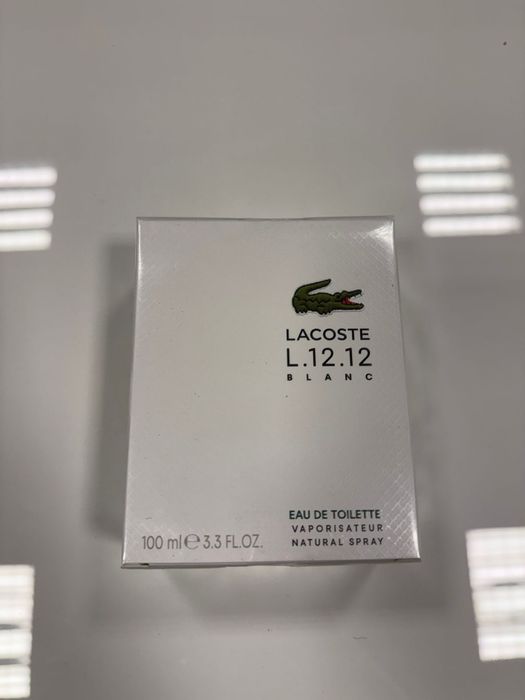 LACOSTE
L.12.12
BLANC
EAU DE TOILETTE
VAPORISATEUR
NATURAL SPRAY
100 ml ℮ 3.3 FL.OZ.